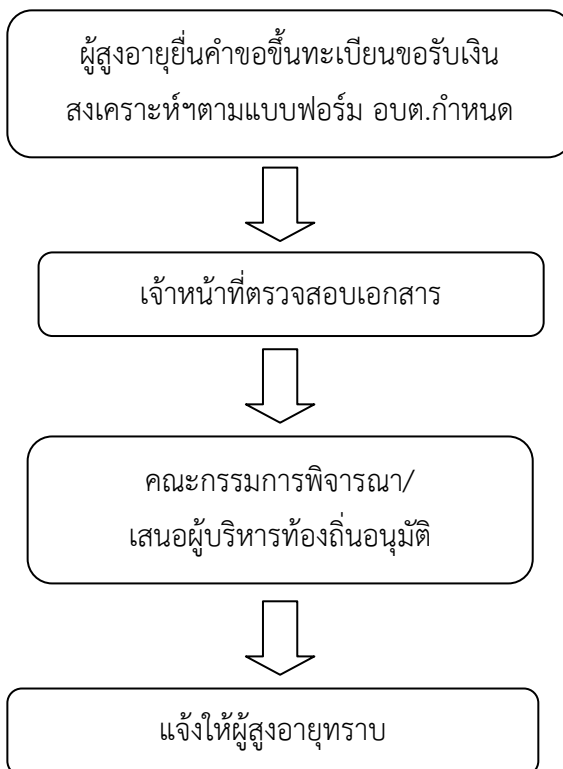 ผู้สูงอายุยื่นคำขอขึ้นทะเบียนขอรับเงิน
สงเคราะห์ฯตามแบบฟอร์ม อบต.กำหนด
เจ้าหน้าที่ตรวจสอบเอกสาร
คณะกรรมการพิจารณา/
เสนอผู้บริหารท้องถิ่นอนุมัติ
แจ้งให้ผู้สูงอายุทราบ